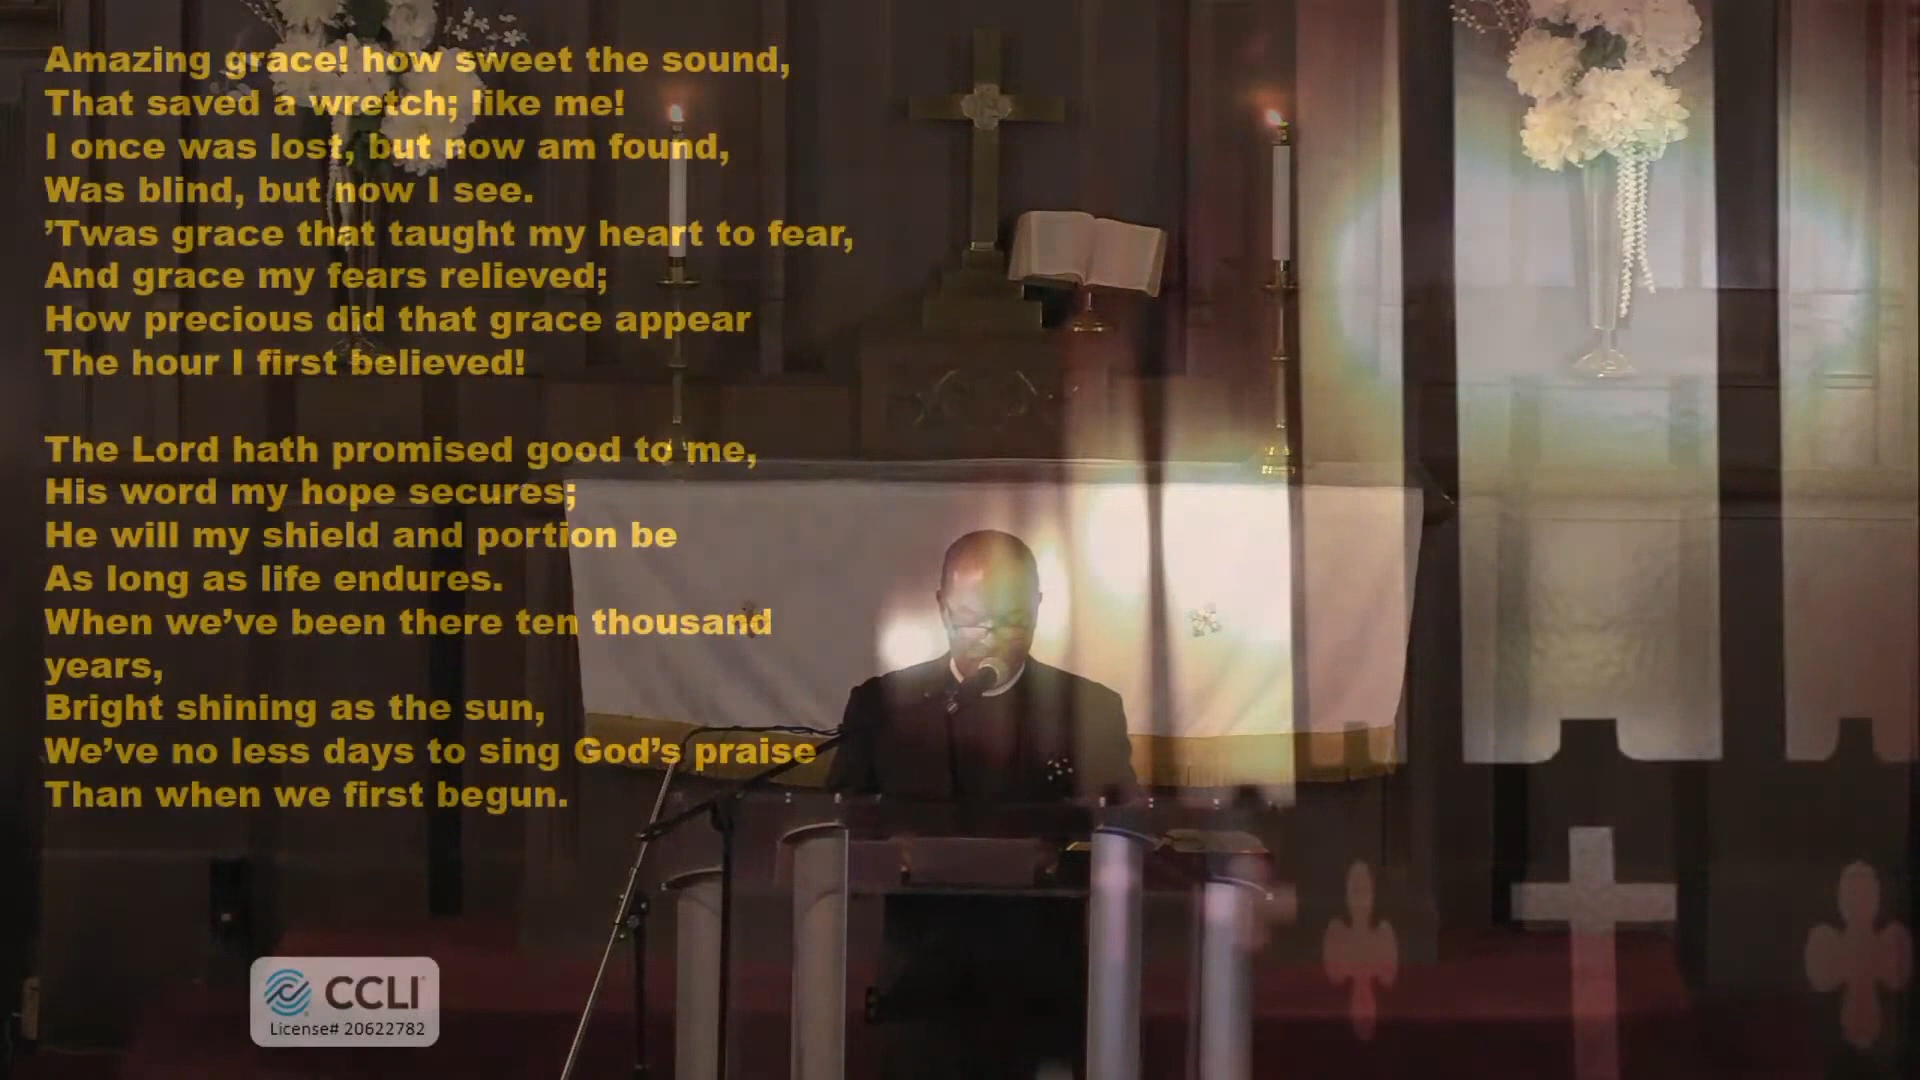 Amazing grace! how sweet the sound,
That saved a wretch; like me!
I once was lost, but now am found,
Was blind, but now I see.
’Twas grace that taught my heart to fear,
And grace my fears relieved;
How precious did that grace appear
The hour I first believed!
The Lord hath promised good to me,
His word my hope secures;
He will my shield and portion be
As long as life endures.
When we’ve been there ten thousand
years,
Bright shining as the sun,
We’ve no less days to sing God’s praise
Than when we first begun.
CCLI
License# 20622782